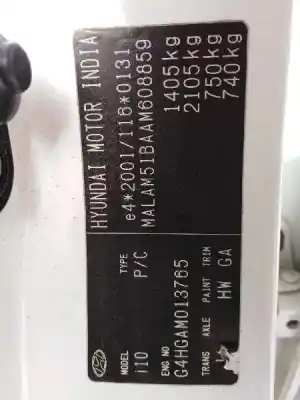 HYUNDAI MOTOR INDIA
e4*2001/116*0131
MALAM51BAAM608859
1405kg
2105kg
750kg
740kg
MODEL i10 TYPE P/C
ENG NO
G4HGAM013765
TRANS AXLE PAINT TRIM
HW GA